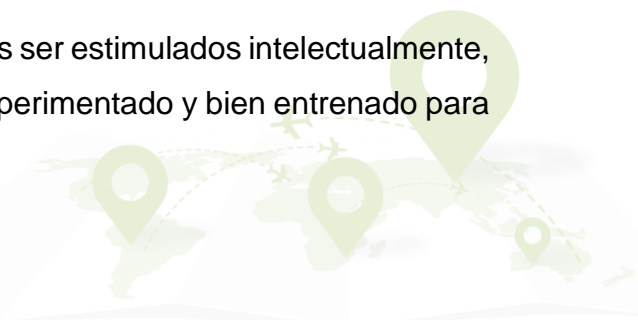 s ser estimulados intelectualmente,
perimentado y bien entrenado para